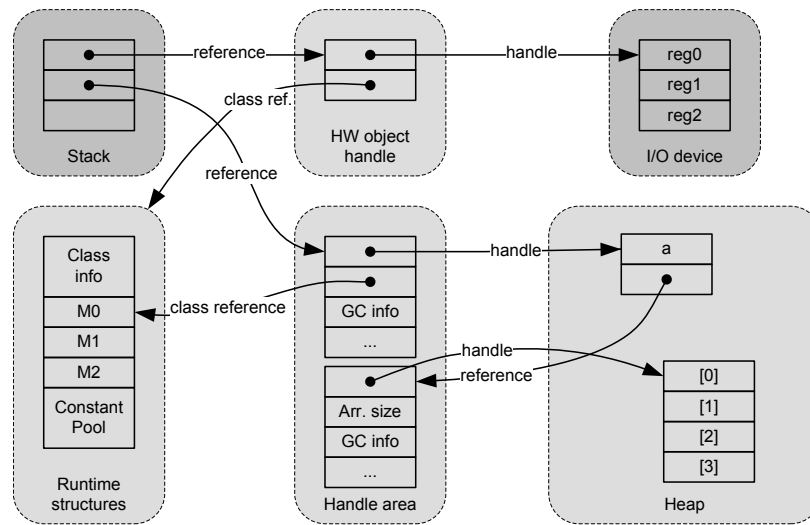 reference
handle
reg0
reg1
reg2
class ref.
Stack
HW object
handle
I/O device
reference
Class
info
M0
M1
M2
Constant
Pool
Runtime
structures
class reference
handle
GC info
...
Arr. size
GC info
...
Handle area
a
handle
reference
[0]
[1]
[2]
[3]
Heap